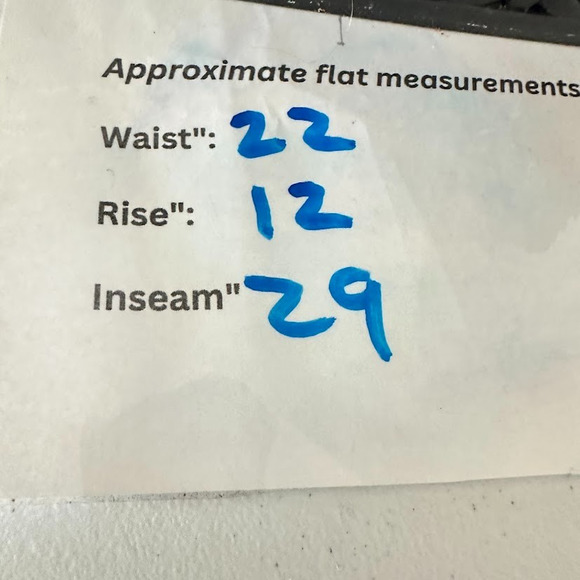 Approximate flat measurements
Waist": 22
Rise": 12
Inseam" 29